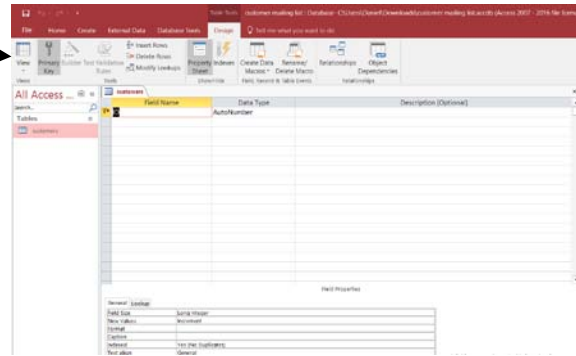 Table Tools
customer mailing list : Database- C:\Users\Daniel\Downloads\customer mailing list.accdb (Access 2007 - 2016 file format)
File Home Create External Data Database Tools Design Tell me what you want to do
View Primary Key Builder Test Validation Rules
Insert Rows
Delete Rows
Modify Lookups
Property Sheet Indexes
Create Data Macros Rename/ Delete Macro
Relationships Object Dependencies
Views Tools Show/Hide Field, Record & Table Events Relationships
All Access ...
Search...
Tables
customers
customers
Field Name Data Type Description (Optional)
ID AutoNumber
Field Properties
General Lookup
Field Size Long Integer
New Values Increment
Format
Caption
Indexed Yes (No Duplicates)
Text Align General